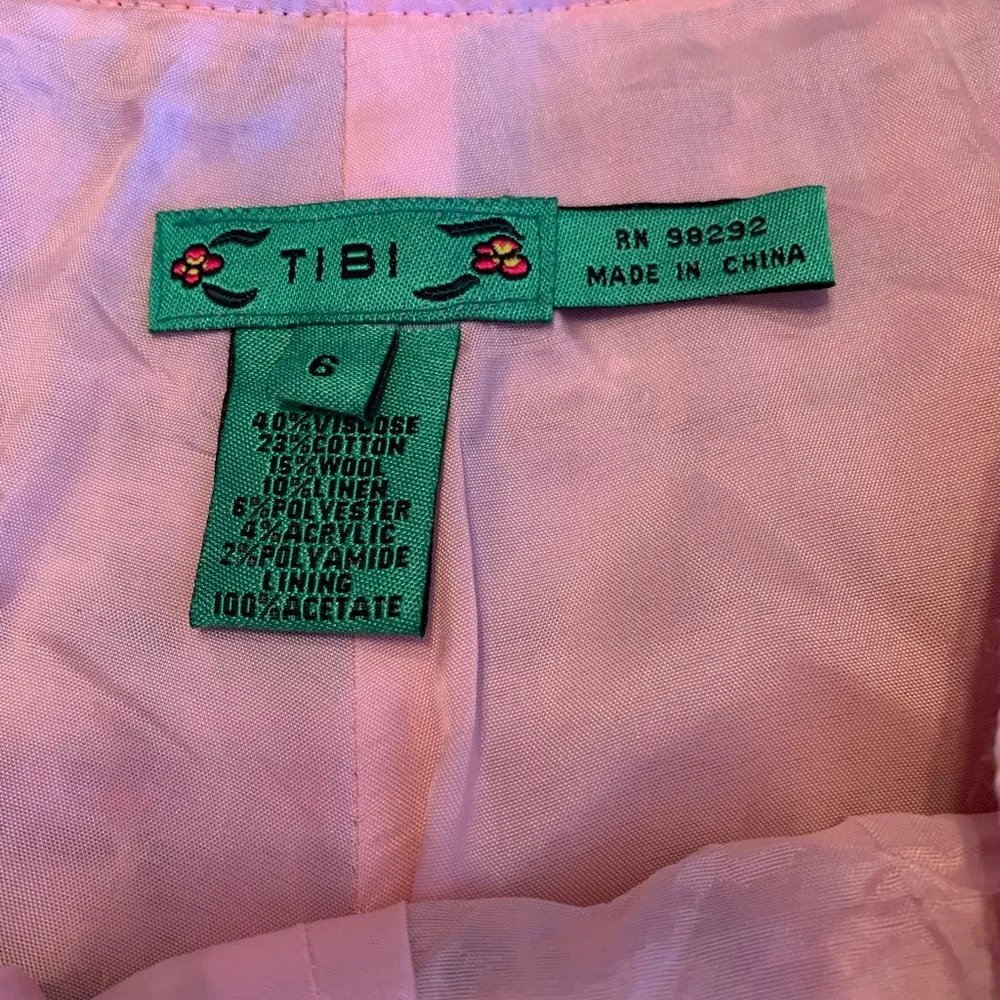 TIBI
RN 98292
MADE IN CHINA
6
40%VISCOSE
23%COTTON
15%WOOL
10%LINEN
6%POLYESTER
4%ACRYLIC
2%POLYAMIDE
LINING
100%ACETATE